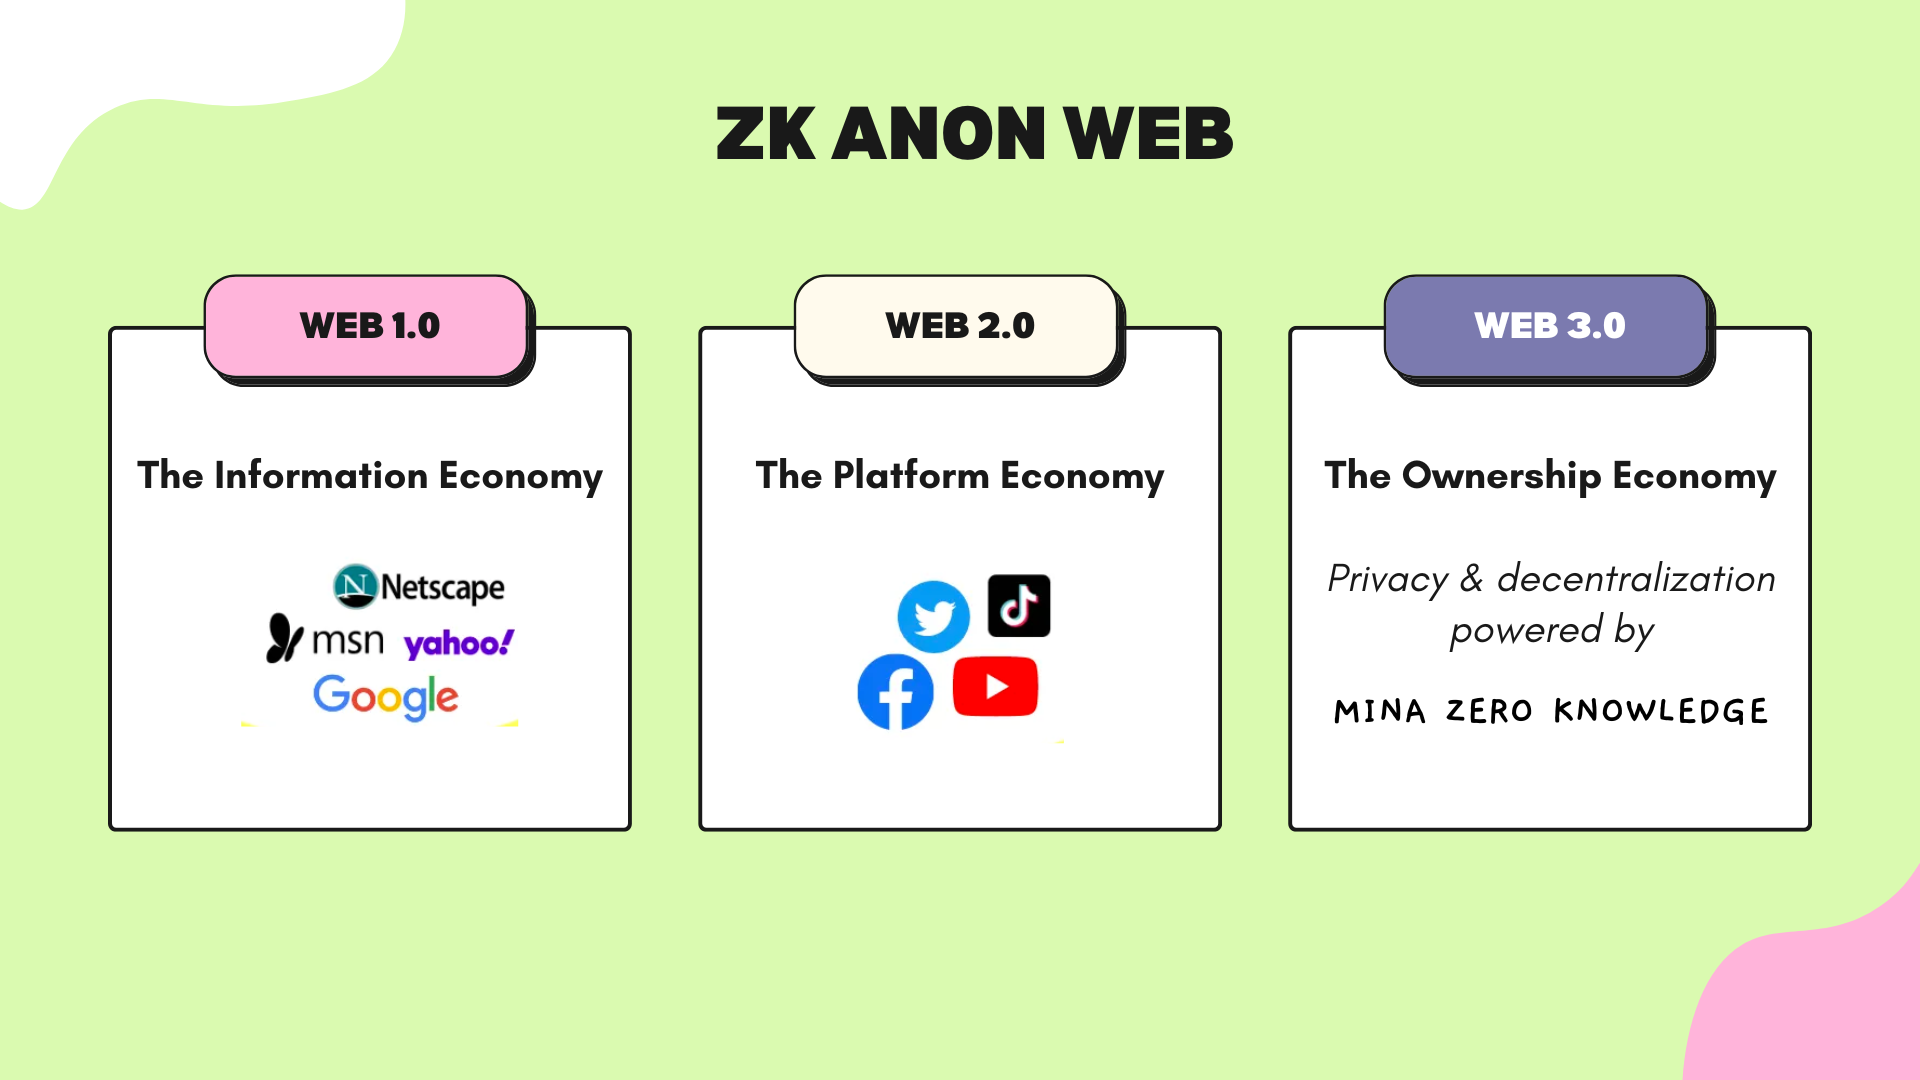 ZK ANON WEB
WEB 1.0
The Information Economy
Netscape
msn yahoo!
Google
WEB 2.0
The Platform Economy
WEB 3.0
The Ownership Economy
Privacy & decentralization
powered by
MINA ZERO KNOWLEDGE